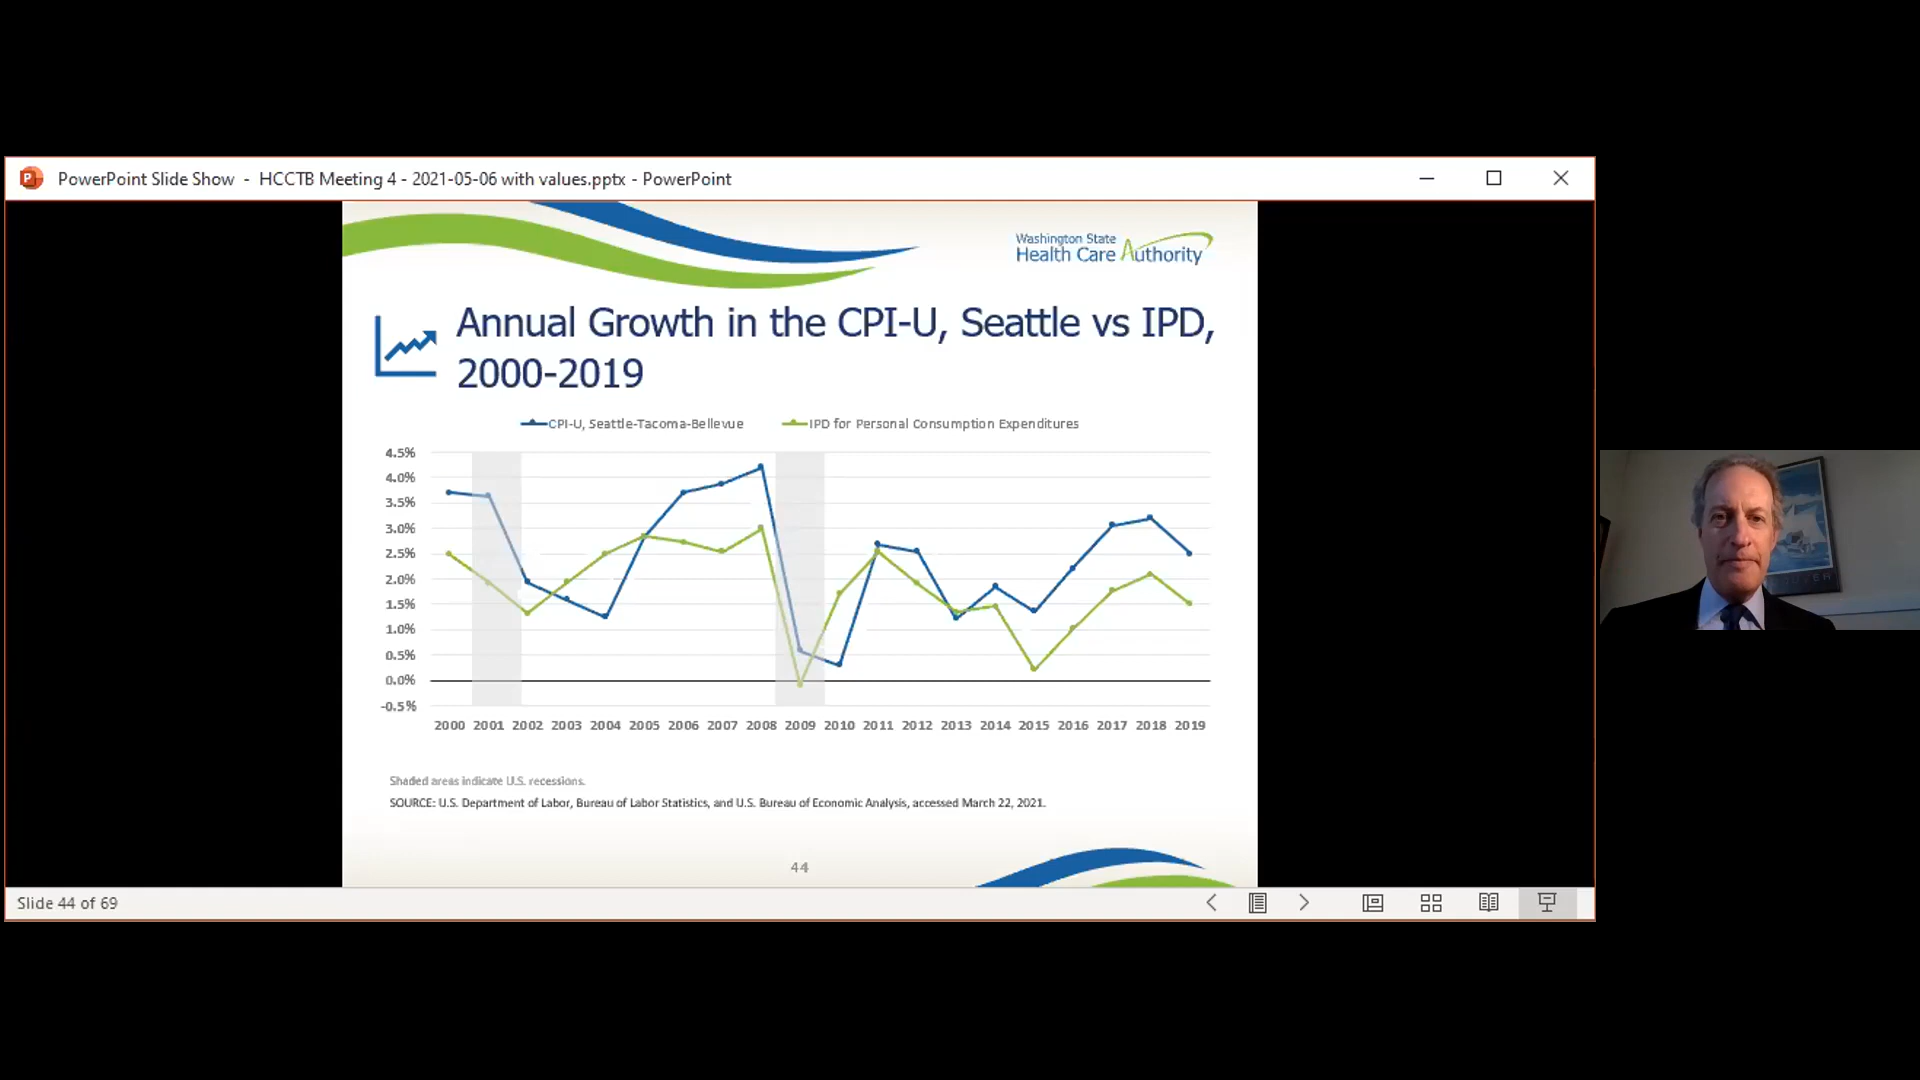 PowerPoint Slide Show - HCCTB Meeting 4 - 2021-05-06 with values.pptx - PowerPoint
Washington State
Health Care Authority
Annual Growth in the CPI-U, Seattle vs IPD,
2000-2019
CPI-U, Seattle-Tacoma-Bellevue IPD for Personal Consumption Expenditures
4.5%
4.0%
3.5%
3.0%
2.5%
2.0%
1.5%
1.0%
0.5%
0.0%
-0.5%
2000 2001 2002 2003 2004 2005 2006 2007 2008 2009 2010 2011 2012 2013 2014 2015 2016 2017 2018 2019
Shaded areas indicate U.S. recessions.
SOURCE: U.S. Department of Labor, Bureau of Labor Statistics, and U.S. Bureau of Economic Analysis, accessed March 22, 2021.
44
Slide 44 of 69